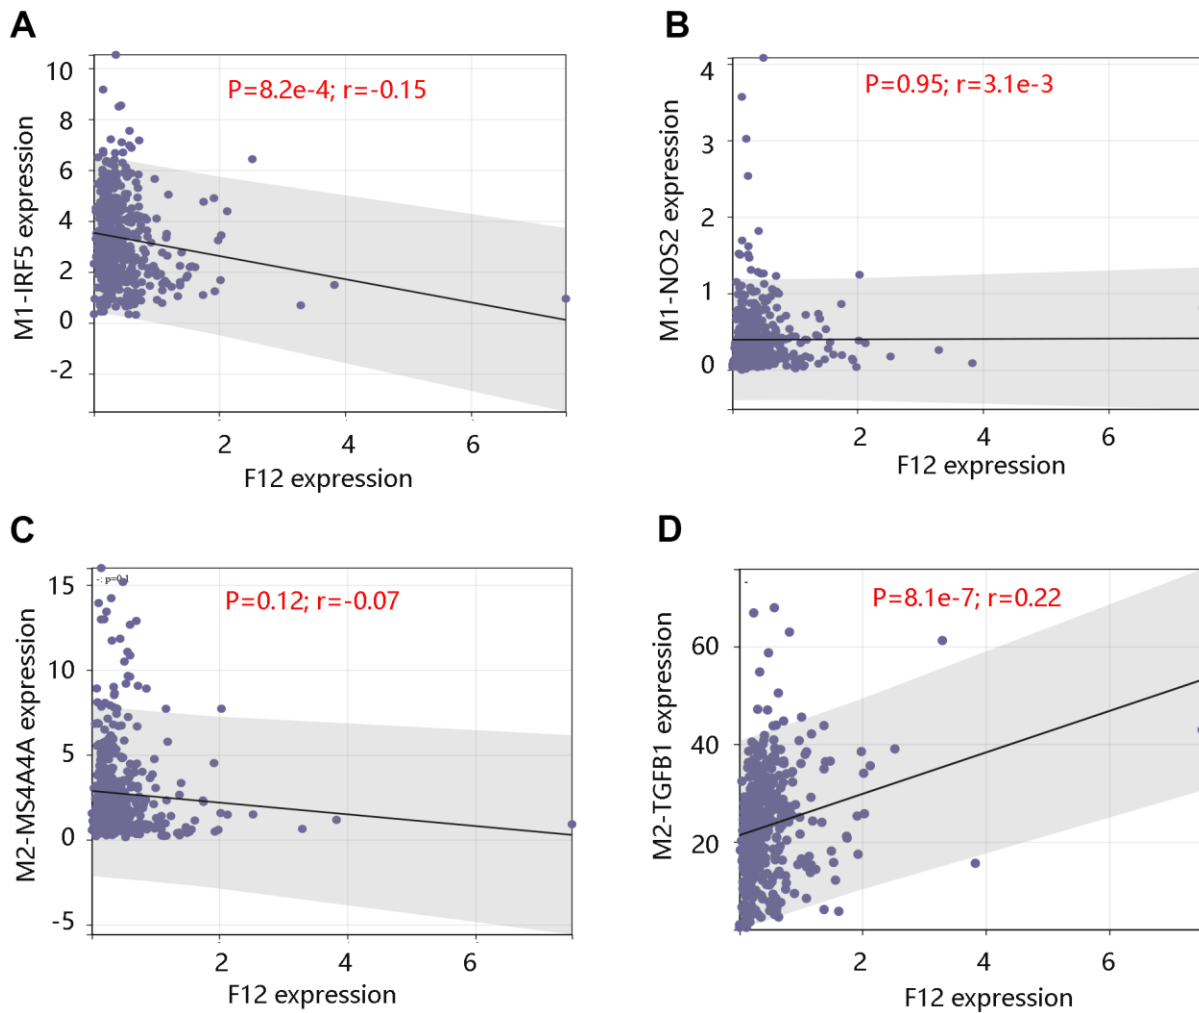 A
P=8.2e-4; r=-0.15
M1-IRF5 expression
10
8
6
4
2
0
-2
2
4
6
F12 expression
B
P=0.95; r=3.1e-3
M1-NOS2 expression
4
3
2
1
0
2
4
6
F12 expression
C
-: p=0.1
P=0.12; r=-0.07
M2-MS4A4A expression
15
10
5
0
-5
2
4
6
F12 expression
D
-
P=8.1e-7; r=0.22
M2-TGFB1 expression
60
40
20
2
4
6
F12 expression